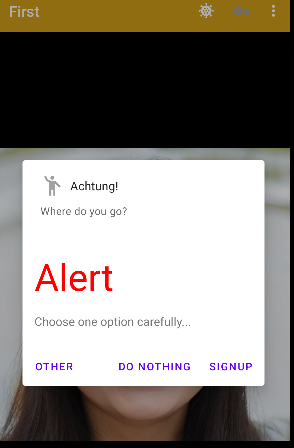 First
Achtung!
Where do you go?
Alert
Choose one option carefully...
OTHER DO NOTHING SIGNUP